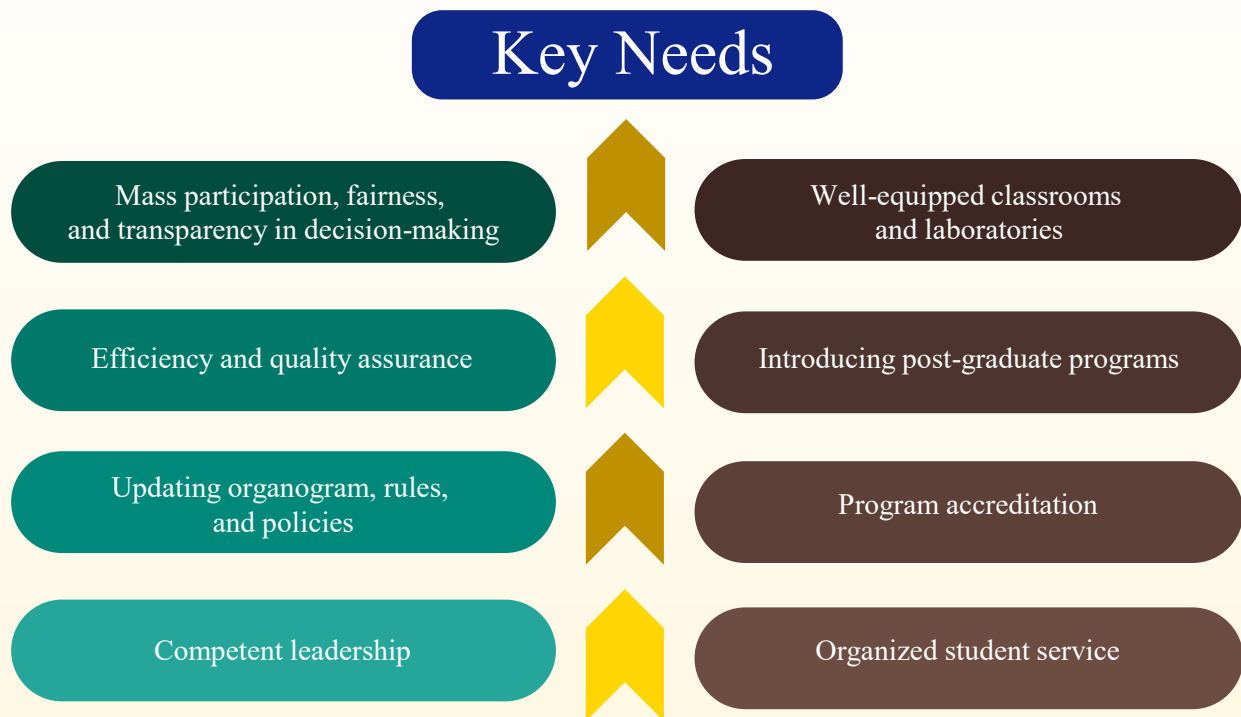 Key Needs
Mass participation, fairness,
and transparency in decision-making
Well-equipped classrooms
and laboratories
Efficiency and quality assurance
Introducing post-graduate programs
Updating organogram, rules,
and policies
Program accreditation
Competent leadership
Organized student service